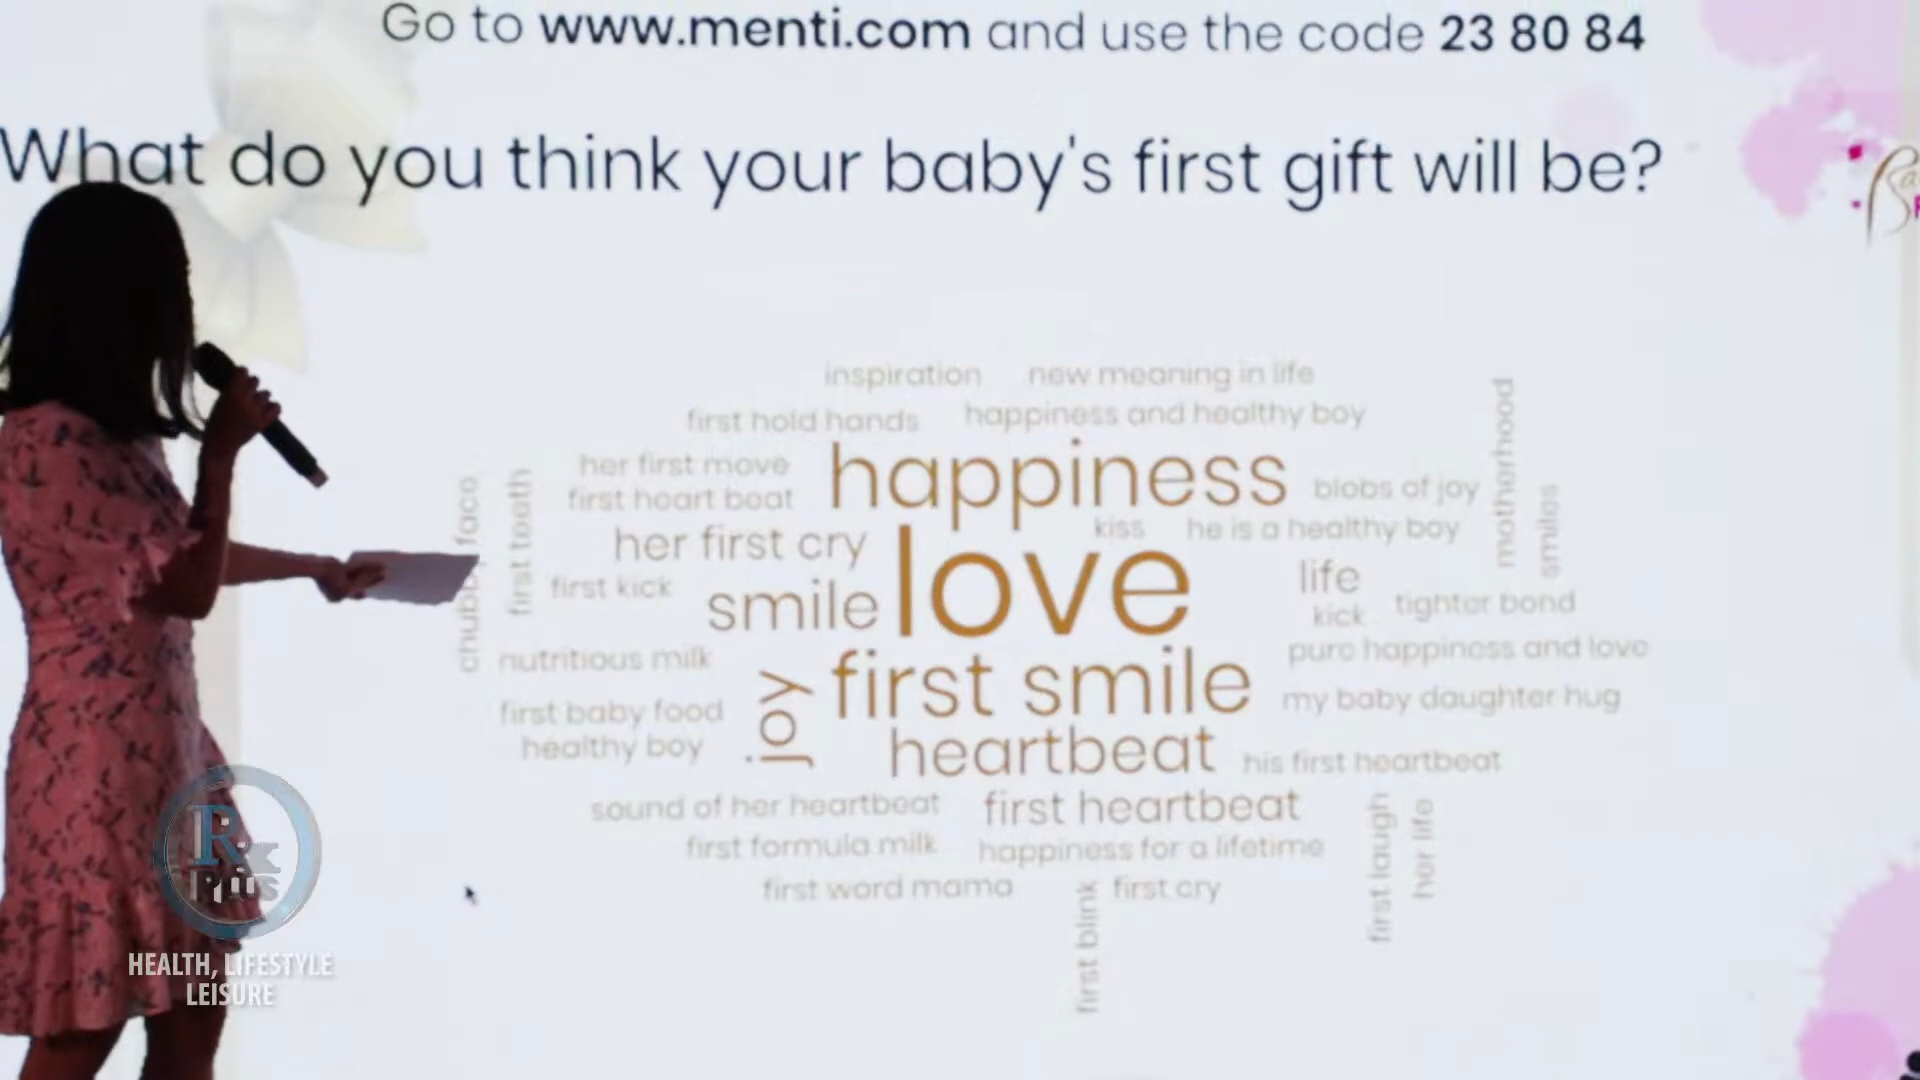 Go to www.menti.com and use the code 23 80 84
What do you think your baby's first gift will be?
inspiration
new meaning in life
first hold hands
happiness and healthy boy
her first move
happiness
blobs of joy
motherhood
smiles
first heart beat
kiss
he is a healthy boy
face
first teeth
her first cry
love
life
first kick
smile
kick
tighter bond
nutritious milk
pure happiness and love
joy
first smile
my baby daughter hug
first baby food
healthy boy
heartbeat
his first heartbeat
sound of her heartbeat
first heartbeat
first laugh
her life
first formula milk
happiness for a lifetime
first word mama
first cry
first blink
Rx
Plus
HEALTH, LIFESTYLE
LEISURE